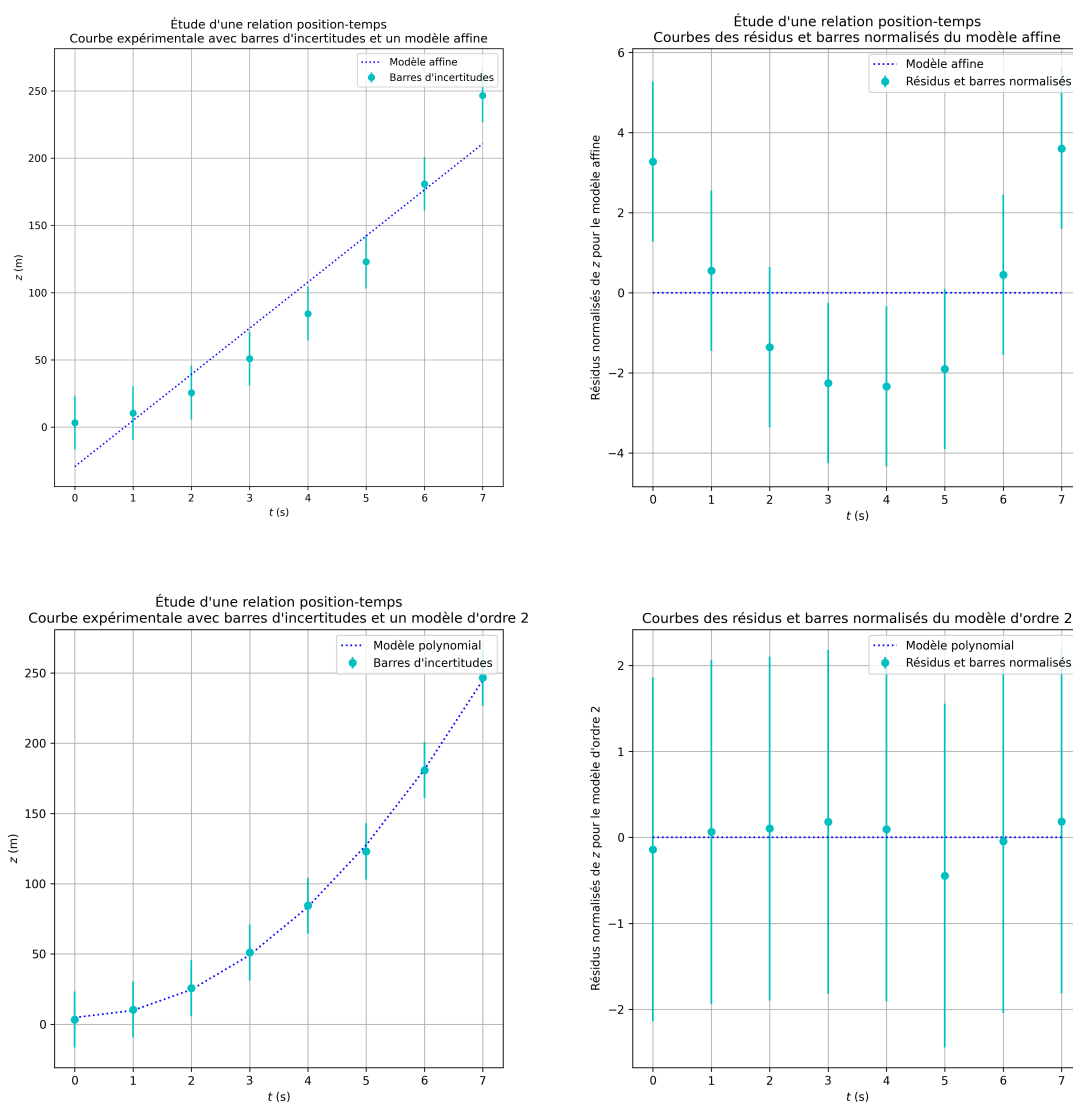 Étude d'une relation position-temps
Courbe expérimentale avec barres d'incertitudes et un modèle affine
Modèle affine
Barres d'incertitudes
250
200
150
100
50
0
z (m)
0 1 2 3 4 5 6 7
t (s)
Étude d'une relation position-temps
Courbes des résidus et barres normalisés du modèle affine
Modèle affine
Résidus et barres normalisés
6
4
2
0
−2
−4
Résidus normalisés de z pour le modèle affine
0 1 2 3 4 5 6 7
t (s)
Étude d'une relation position-temps
Courbe expérimentale avec barres d'incertitudes et un modèle d'ordre 2
Modèle polynomial
Barres d'incertitudes
250
200
150
100
50
0
z (m)
0 1 2 3 4 5 6 7
t (s)
Courbes des résidus et barres normalisés du modèle d'ordre 2
Modèle polynomial
Résidus et barres normalisés
2
1
0
−1
−2
Résidus normalisés de z pour le modèle d'ordre 2
0 1 2 3 4 5 6 7
t (s)